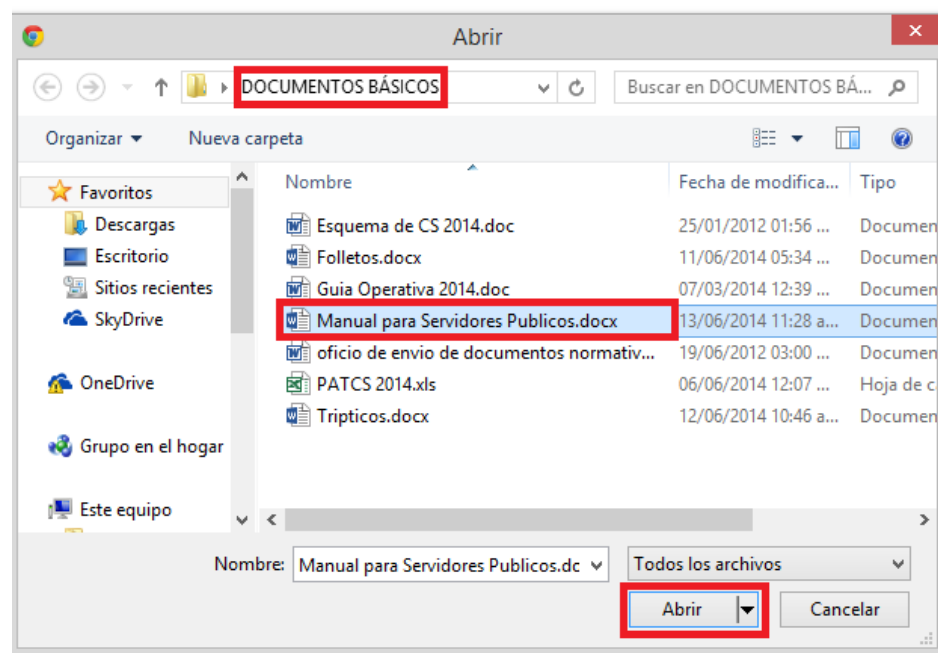 Abrir
DOCUMENTOS BÁSICOS Buscar en DOCUMENTOS BÁ...
Organizar Nueva carpeta
Favoritos
Descargas
Escritorio
Sitios recientes
SkyDrive
OneDrive
Grupo en el hogar
Este equipo
Nombre Fecha de modifica... Tipo
Esquema de CS 2014.doc 25/01/2012 01:56 ... Documen
Folletos.docx 11/06/2014 05:34 ... Documen
Guia Operativa 2014.doc 07/03/2014 12:39 ... Documen
Manual para Servidores Publicos.docx 13/06/2014 11:28 a... Documen
oficio de envio de documentos normativ... 19/06/2012 03:00 ... Documen
PATCS 2014.xls 06/06/2014 12:07 ... Hoja de c
Tripticos.docx 12/06/2014 10:46 a... Documen
Nombre: Manual para Servidores Publicos.dc Todos los archivos
Abrir Cancelar